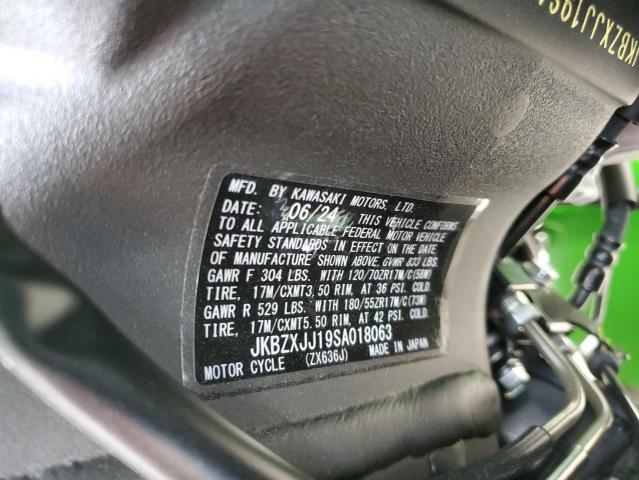 MFD. BY KAWASAKI MOTORS, LTD.
DATE: 06/24 THIS VEHICLE CONFORMS
TO ALL APPLICABLE FEDERAL MOTOR VEHICLE
SAFETY STANDARDS IN EFFECT ON THE DATE
OF MANUFACTURE SHOWN ABOVE. GVWR 833 LBS.
GAWR F 304 LBS. WITH 120/70ZR17M/C(58W)
TIRE, 17M/CXMT3.50 RIM. AT 36 PSI. COLD.
GAWR R 529 LBS. WITH 180/55ZR17M/C(73W)
TIRE, 17M/CXMT5.50 RIM. AT 42 PSI. COLD.
JKBZXJJ19SA018063
MOTOR CYCLE (ZX636J) MADE IN JAPAN
JKBZXJJ19S